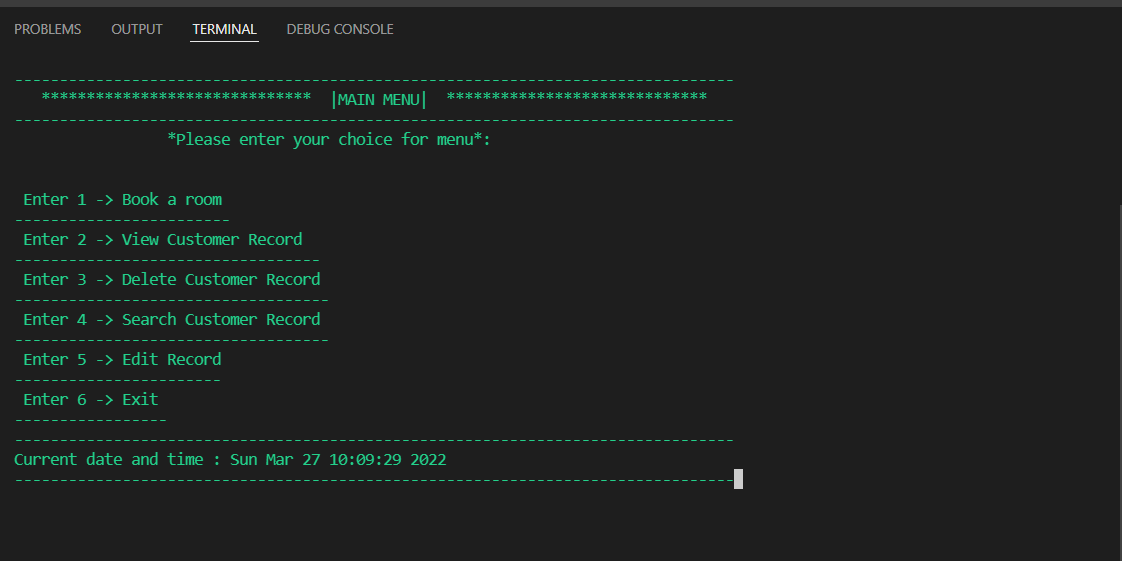 PROBLEMS OUTPUT TERMINAL DEBUG CONSOLE
--------------------------------------------------------------------------------
   ******************************  |MAIN MENU|  *****************************
--------------------------------------------------------------------------------
                 *Please enter your choice for menu*:
 Enter 1 -> Book a room
------------------------
 Enter 2 -> View Customer Record
----------------------------------
 Enter 3 -> Delete Customer Record
-----------------------------------
 Enter 4 -> Search Customer Record
-----------------------------------
 Enter 5 -> Edit Record
-----------------------
 Enter 6 -> Exit
-----------------
--------------------------------------------------------------------------------
Current date and time : Sun Mar 27 10:09:29 2022
--------------------------------------------------------------------------------